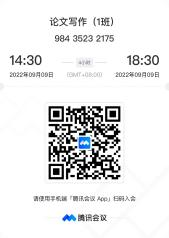 论文写作（1班）
984 3523 2175
14:30 4小时 18:30
2022年09月09日 (GMT+08:00) 2022年09月09日
请使用手机端「腾讯会议 App」扫码入会
腾讯会议